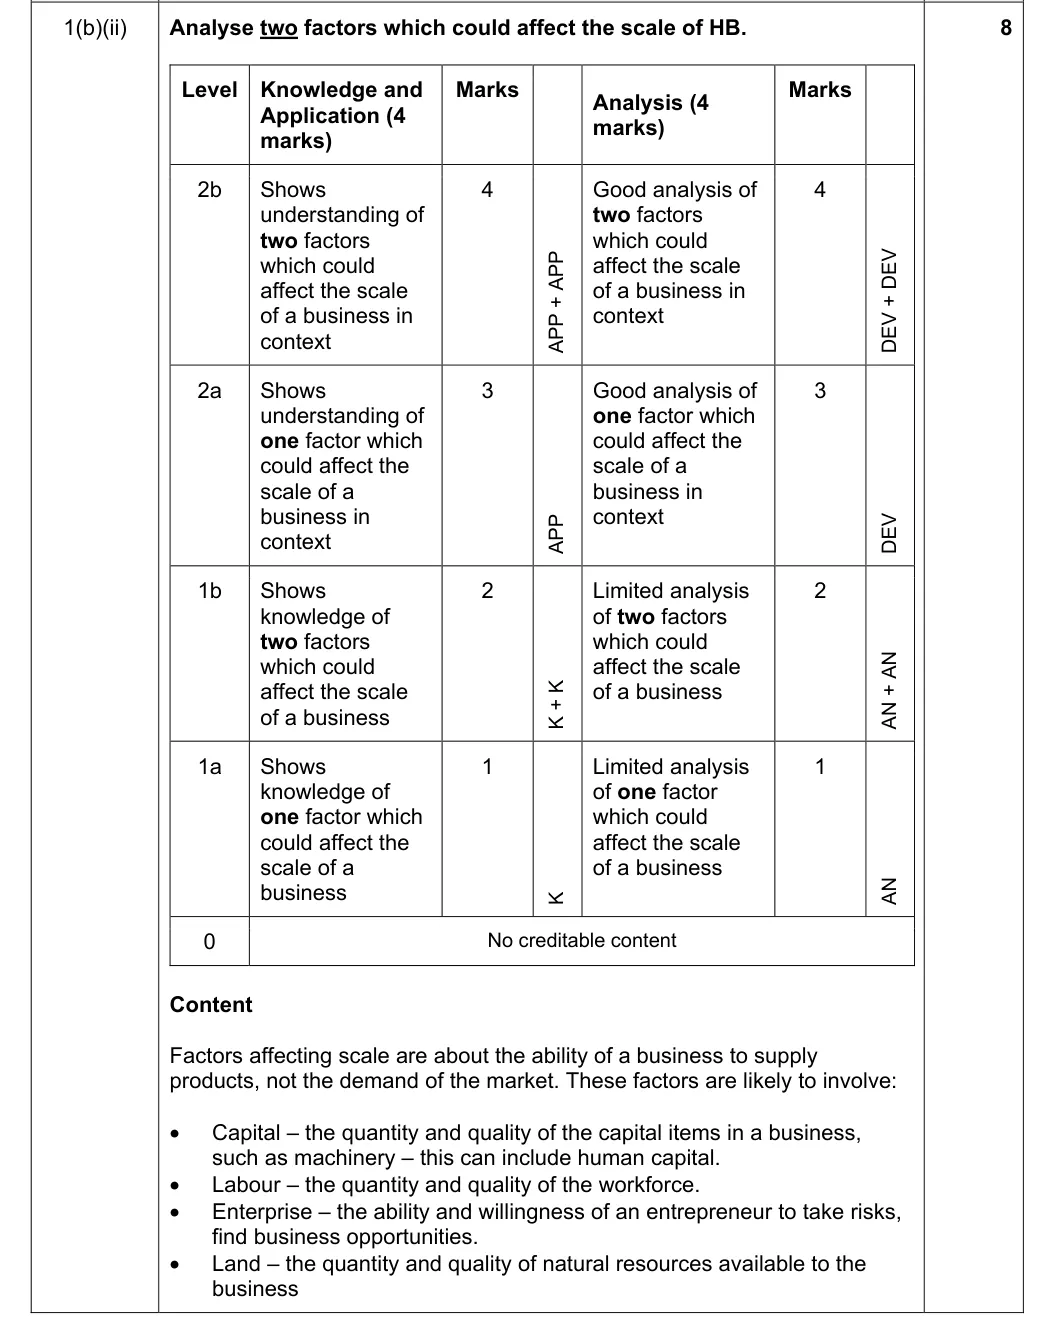 1(b)(ii)
Analyse two factors which could affect the scale of HB.
8
Level
Knowledge and
Application (4
marks)
Marks
Analysis (4
marks)
Marks
2b
Shows
understanding of
two factors
which could
affect the scale
of a business in
context
4
APP + APP
Good analysis of
two factors
which could
affect the scale
of a business in
context
4
DEV + DEV
2a
Shows
understanding of
one factor which
could affect the
scale of a
business in
context
3
APP
Good analysis of
one factor which
could affect the
scale of a
business in
context
3
DEV
1b
Shows
knowledge of
two factors
which could
affect the scale
of a business
2
K + K
Limited analysis
of two factors
which could
affect the scale
of a business
2
AN + AN
1a
Shows
knowledge of
one factor which
could affect the
scale of a
business
1
K
Limited analysis
of one factor
which could
affect the scale
of a business
1
AN
0
No creditable content
Content
Factors affecting scale are about the ability of a business to supply
products, not the demand of the market. These factors are likely to involve:
• Capital – the quantity and quality of the capital items in a business,
such as machinery – this can include human capital.
• Labour – the quantity and quality of the workforce.
• Enterprise – the ability and willingness of an entrepreneur to take risks,
find business opportunities.
• Land – the quantity and quality of natural resources available to the
business